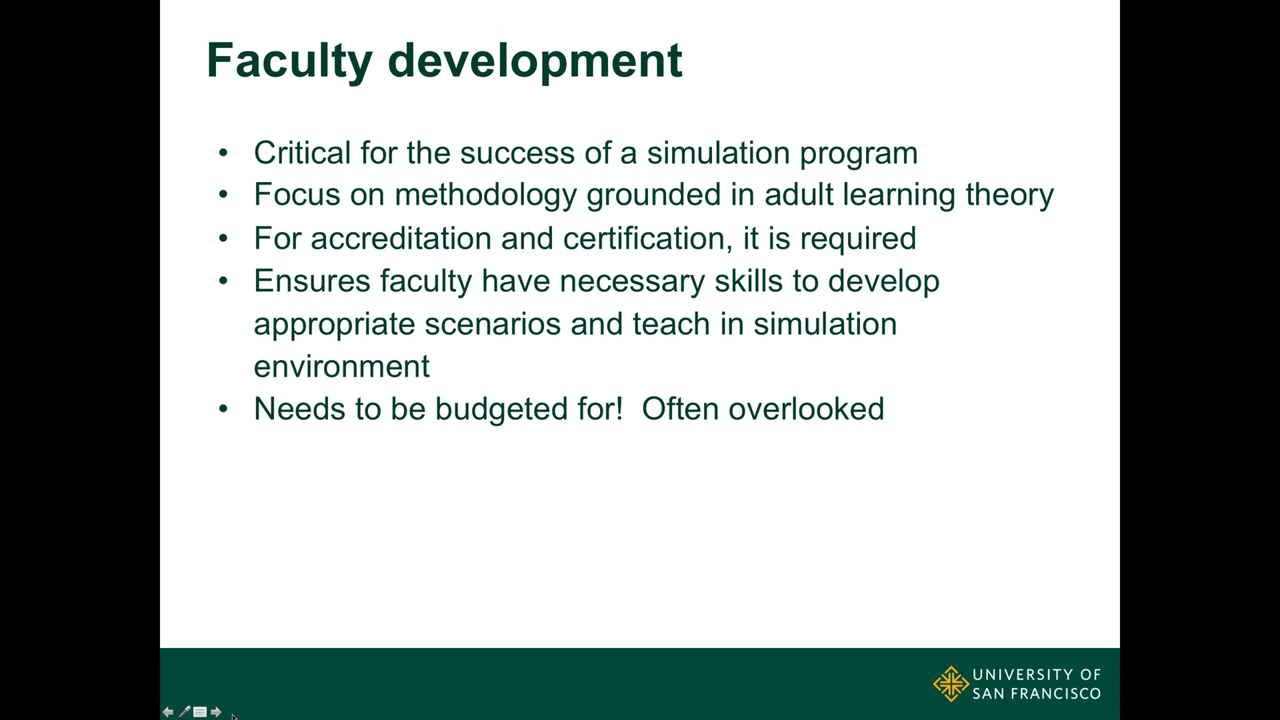 Faculty development
• Critical for the success of a simulation program
• Focus on methodology grounded in adult learning theory
• For accreditation and certification, it is required
• Ensures faculty have necessary skills to develop
appropriate scenarios and teach in simulation
environment
• Needs to be budgeted for!  Often overlooked
UNIVERSITY OF
SAN FRANCISCO